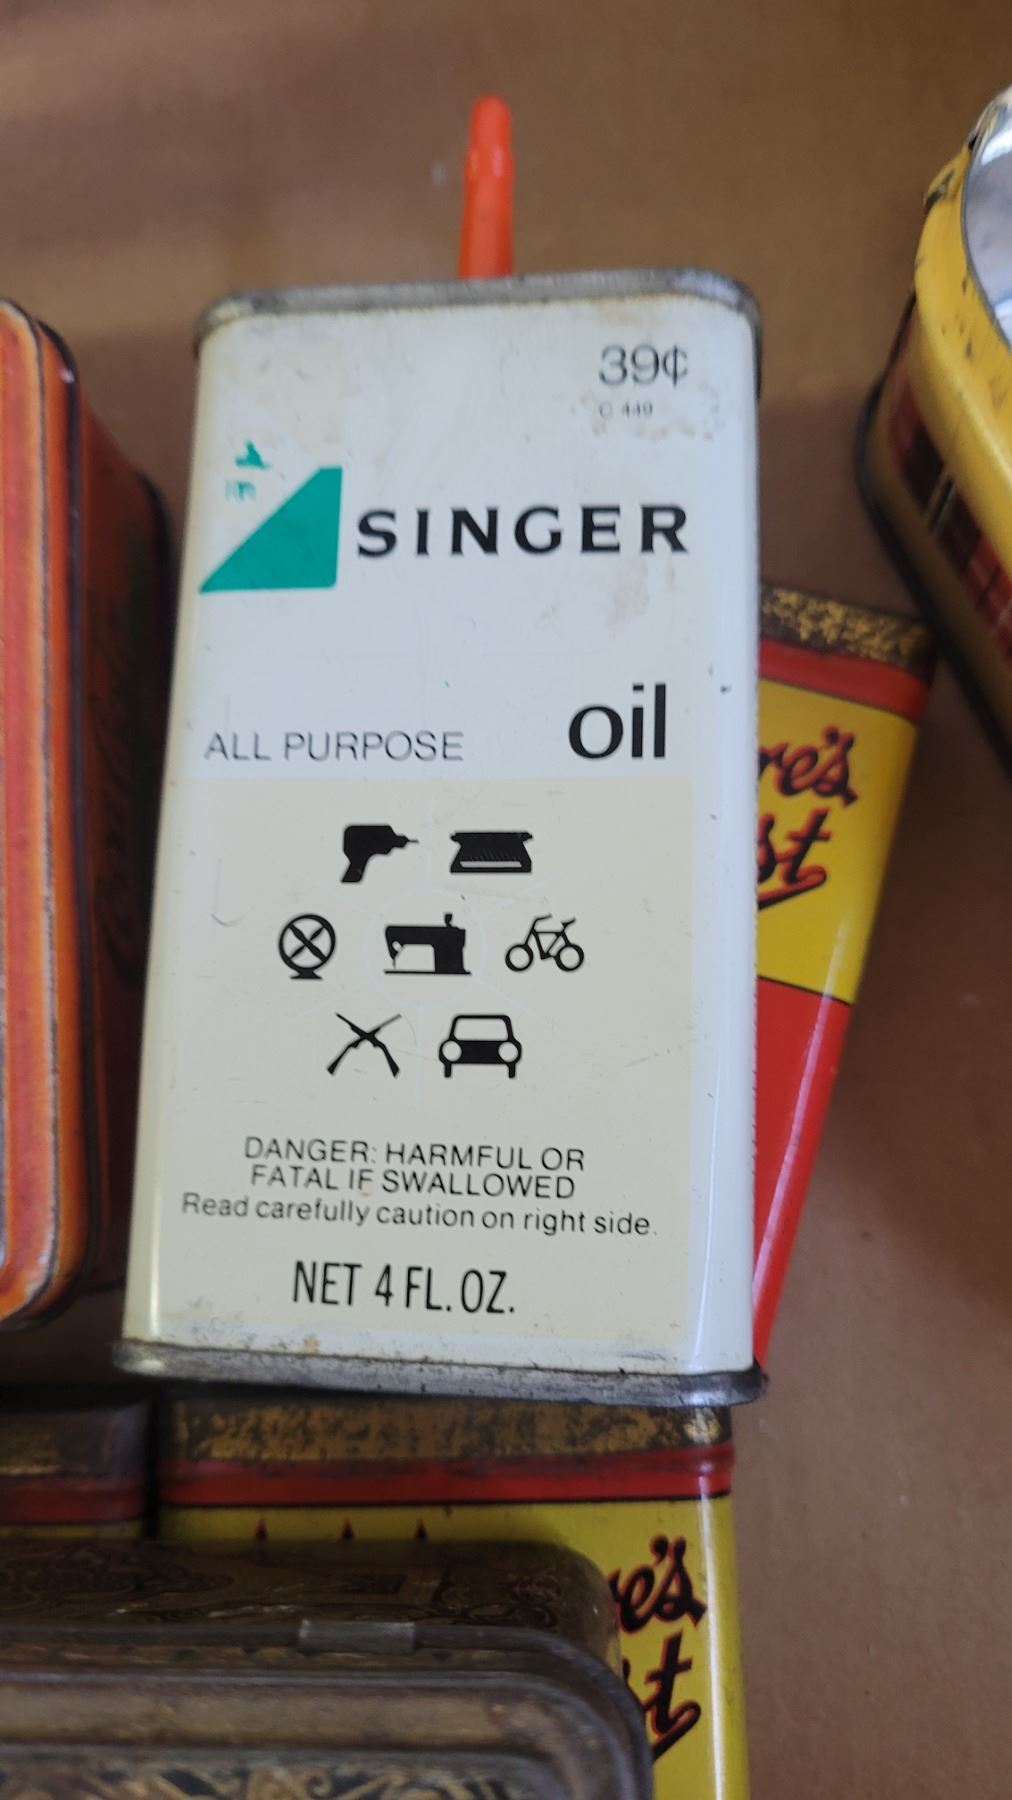 39¢
C 449
SINGER
ALL PURPOSE
oil
DANGER: HARMFUL OR
FATAL IF SWALLOWED
Read carefully caution on right side.
NET 4 FL. OZ.